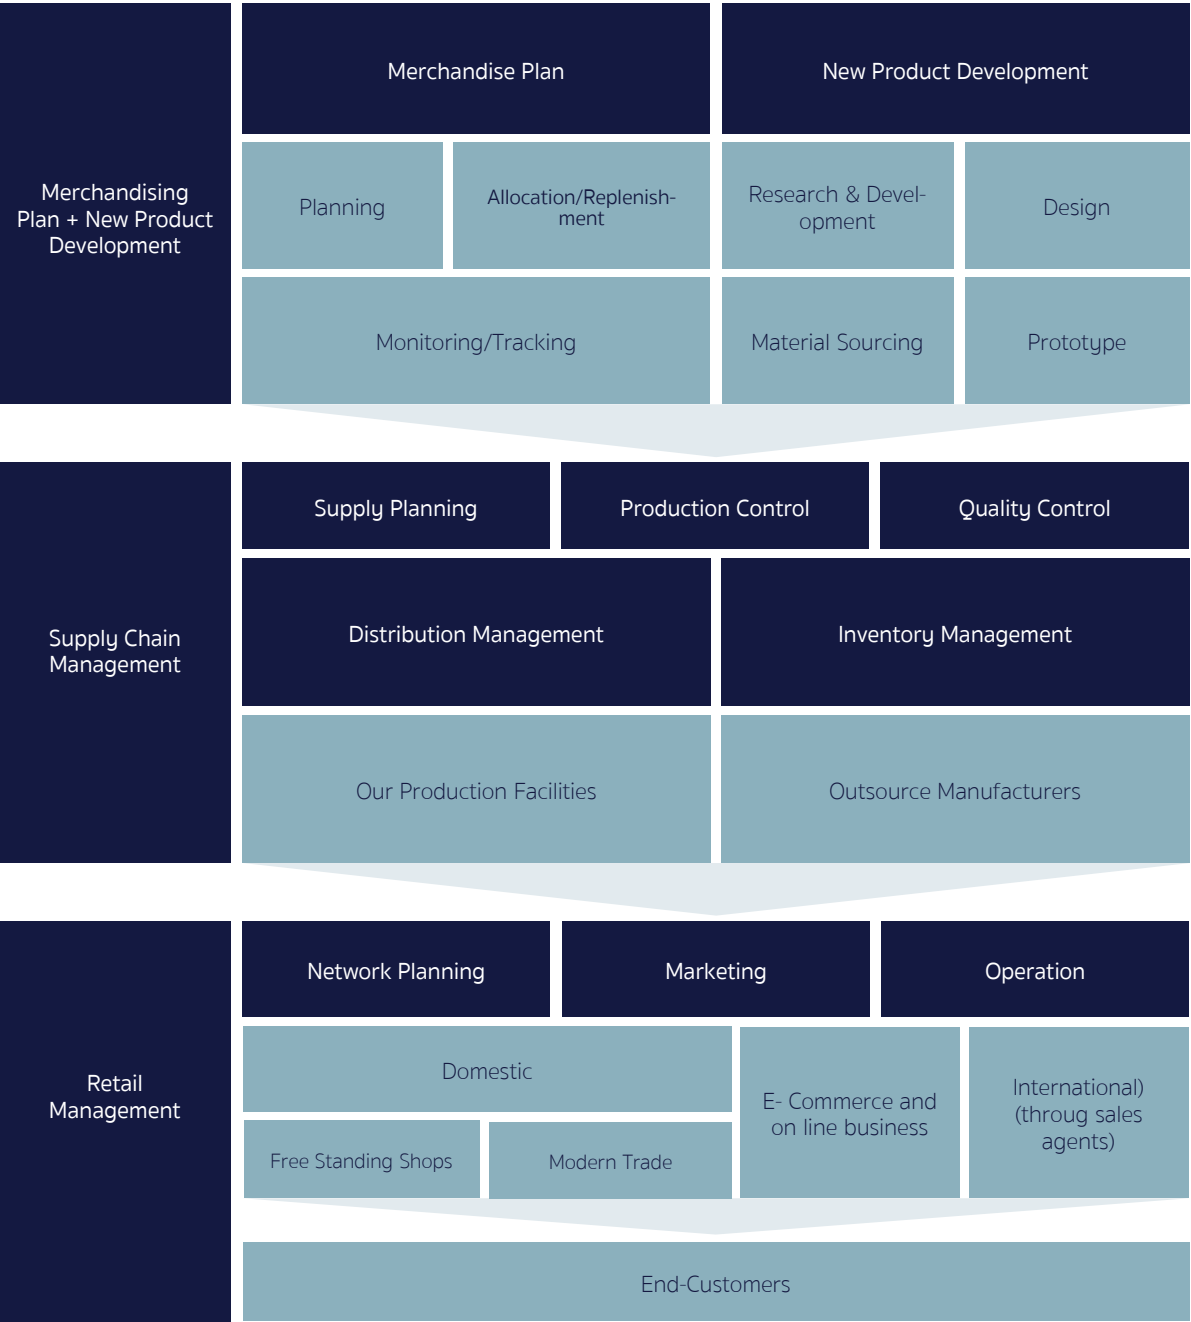 Merchandise Plan
New Product Development
Merchandising
Plan + New Product
Development
Planning
Allocation/Replenish-
ment
Research & Devel-
opment
Design
Monitoring/Tracking
Material Sourcing
Prototype
Supply Planning
Production Control
Quality Control
Supply Chain
Management
Distribution Management
Inventory Management
Our Production Facilities
Outsource Manufacturers
Network Planning
Marketing
Operation
Retail
Management
Domestic
Free Standing Shops
Modern Trade
E- Commerce and
on line business
International)
(throug sales
agents)
End-Customers